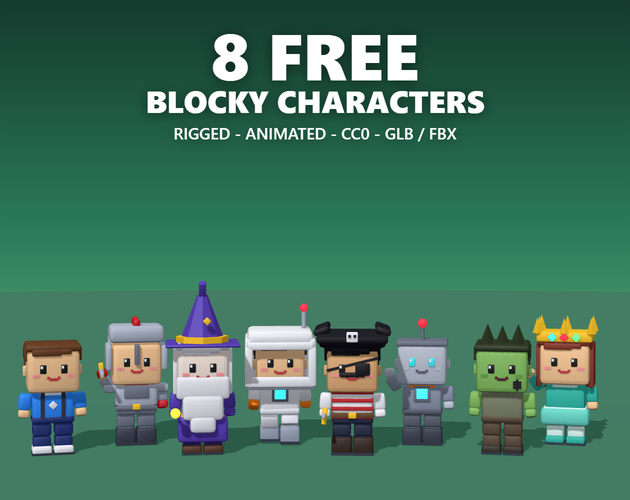 8 FREE
BLOCKY CHARACTERS
RIGGED - ANIMATED - CC0 - GLB / FBX